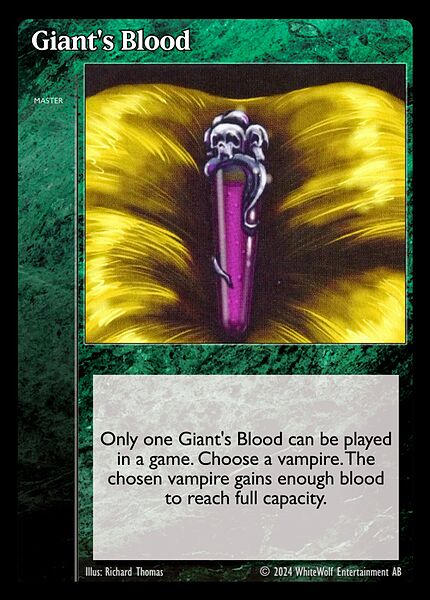 Giant's Blood
MASTER
Only one Giant's Blood can be played
in a game. Choose a vampire. The
chosen vampire gains enough blood
to reach full capacity.
Illus: Richard Thomas
© 2024 WhiteWolf Entertainment AB